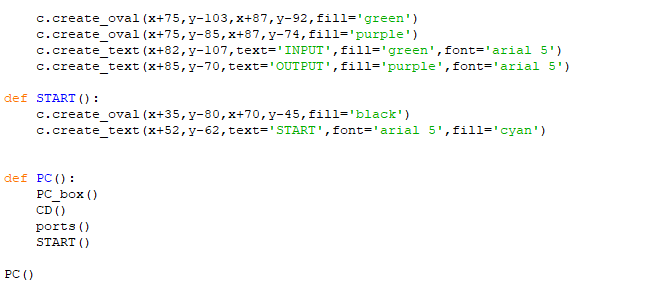 c.create_oval(x+75,y-103,x+87,y-92,fill='green')
c.create_oval(x+75,y-85,x+87,y-74,fill='purple')
c.create_text(x+82,y-107,text='INPUT',fill='green',font='arial 5')
c.create_text(x+85,y-70,text='OUTPUT',fill='purple',font='arial 5')
def START():
c.create_oval(x+35,y-80,x+70,y-45,fill='black')
c.create_text(x+52,y-62,text='START',font='arial 5',fill='cyan')
def PC():
PC_box()
CD()
ports()
START()
PC()